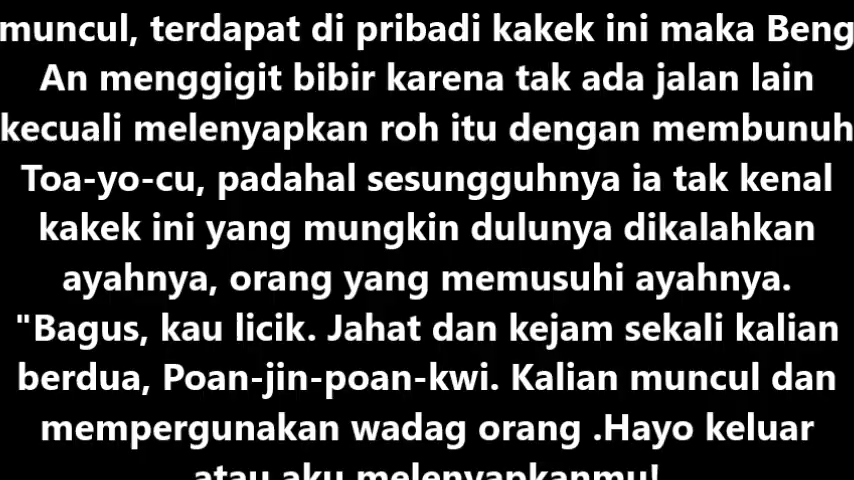 muncul, terdapat di pribadi kakek ini maka Beng
An menggigit bibir karena tak ada jalan lain
kecuali melenyapkan roh itu dengan membunuh
Toa-yo-cu, padahal sesungguhnya ia tak kenal
kakek ini yang mungkin dulunya dikalahkan
ayahnya, orang yang memusuhi ayahnya.
"Bagus, kau licik. Jahat dan kejam sekali kalian
berdua, Poan-jin-poan-kwi. Kalian muncul dan
mempergunakan wadag orang .Hayo keluar
atau aku melenyapkanmu!